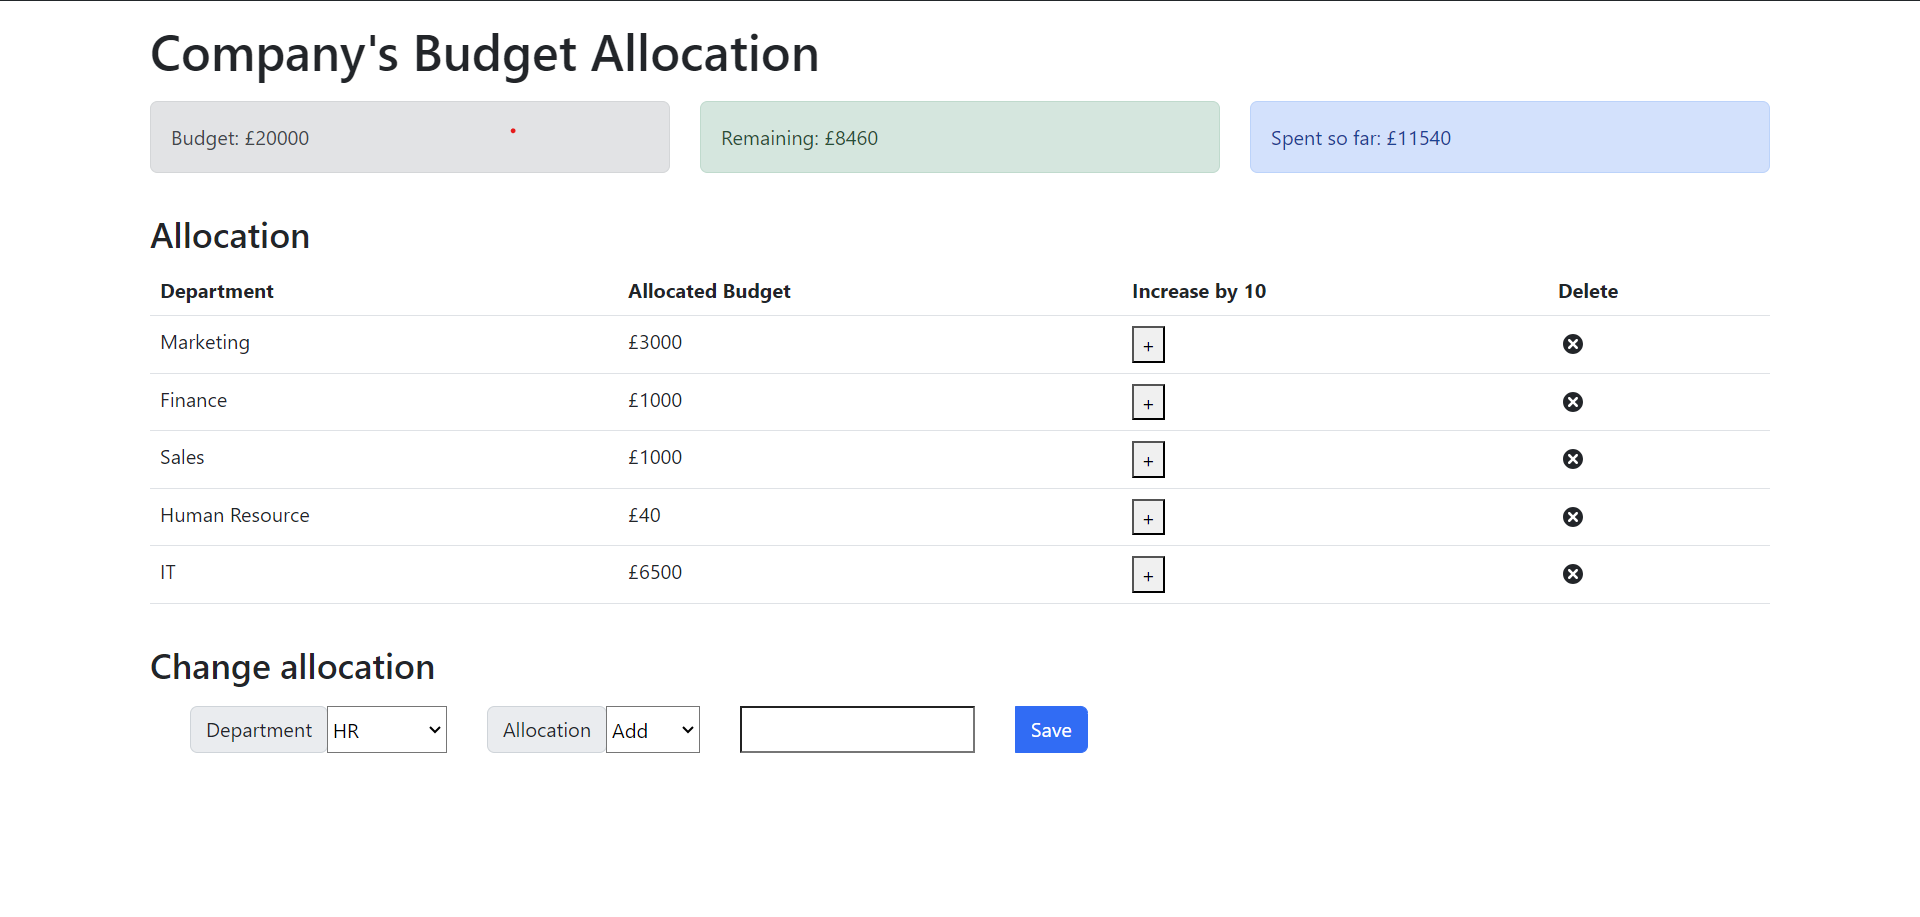 Company's Budget Allocation
Budget: £20000 Remaining: £8460 Spent so far: £11540
Allocation
Department Allocated Budget Increase by 10 Delete
Marketing £3000 +
Finance £1000 +
Sales £1000 +
Human Resource £40 +
IT £6500 +
Change allocation
Department HR Allocation Add Save